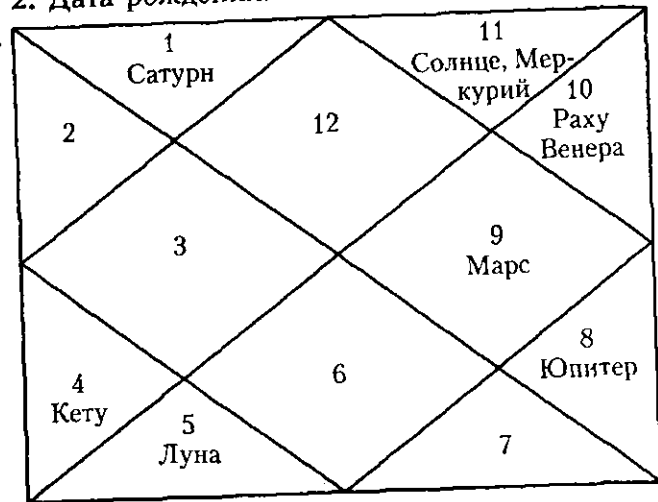 2. Дата рождения
1
Сатурн
11
Солнце, Мер-
курий
10
Раху
Венера
2
12
3
9
Марс
8
Юпитер
4
Кету
6
5
Луна
7